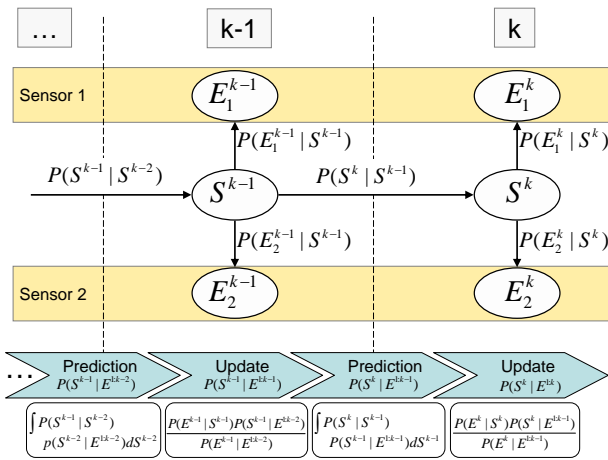 ... k-1 k
Sensor 1 E_1^{k-1} E_1^k
P(E_1^{k-1} | S^{k-1}) P(E_1^k | S^k)
P(S^{k-1} | S^{k-2}) S^{k-1} P(S^k | S^{k-1}) S^k
P(E_2^{k-1} | S^{k-1}) P(E_2^k | S^k)
Sensor 2 E_2^{k-1} E_2^k
... Prediction Update Prediction Update
P(S^{k-1} | E^{1:k-2}) P(S^{k-1} | E^{1:k-1}) P(S^k | E^{1:k-1}) P(S^k | E^{1:k})
∫P(S^{k-1} | S^{k-2}) P(E^{k-1} | S^{k-1})P(S^{k-1} | E^{1:k-2}) ∫P(S^k | S^{k-1}) P(E^k | S^k)P(S^k | E^{1:k-1})
p(S^{k-2} | E^{1:k-2})dS^{k-2} P(E^{k-1} | E^{1:k-2}) P(S^{k-1} | E^{1:k-1})dS^{k-1} P(E^k | E^{1:k-1})